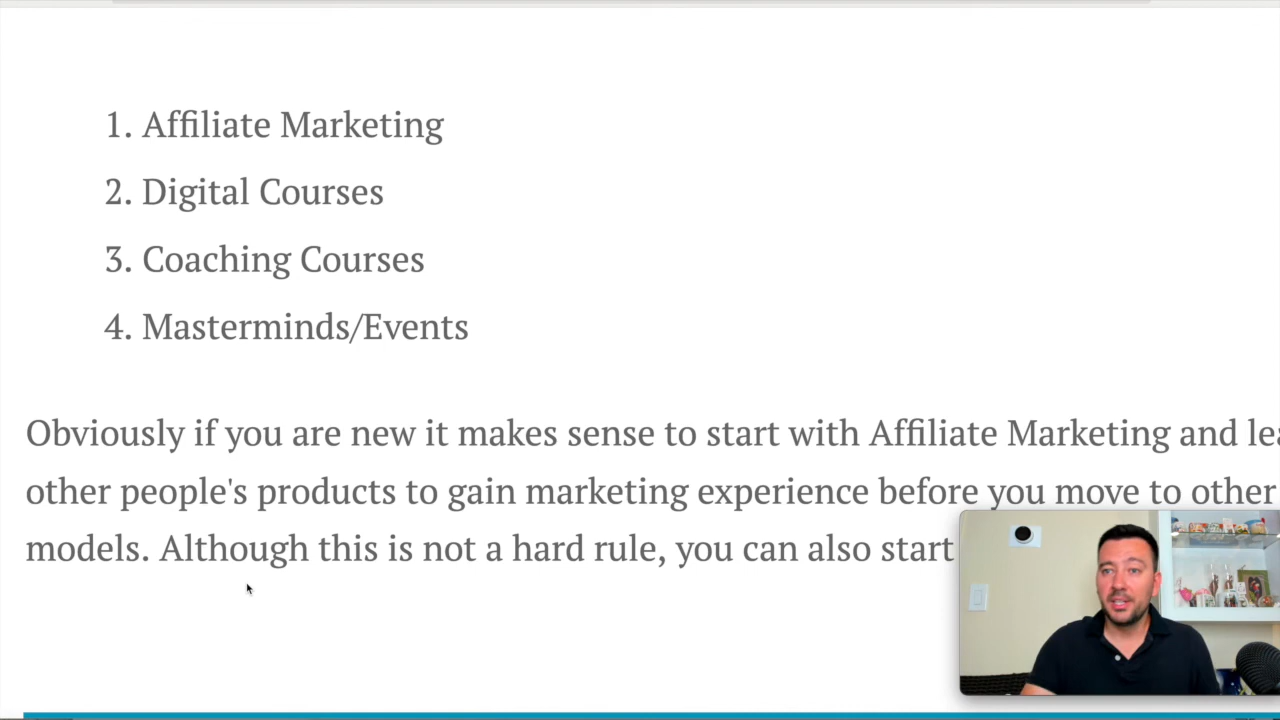 1. Affiliate Marketing
2. Digital Courses
3. Coaching Courses
4. Masterminds/Events
Obviously if you are new it makes sense to start with Affiliate Marketing and
other people's products to gain marketing experience before you move to other
models. Although this is not a hard rule, you can also start